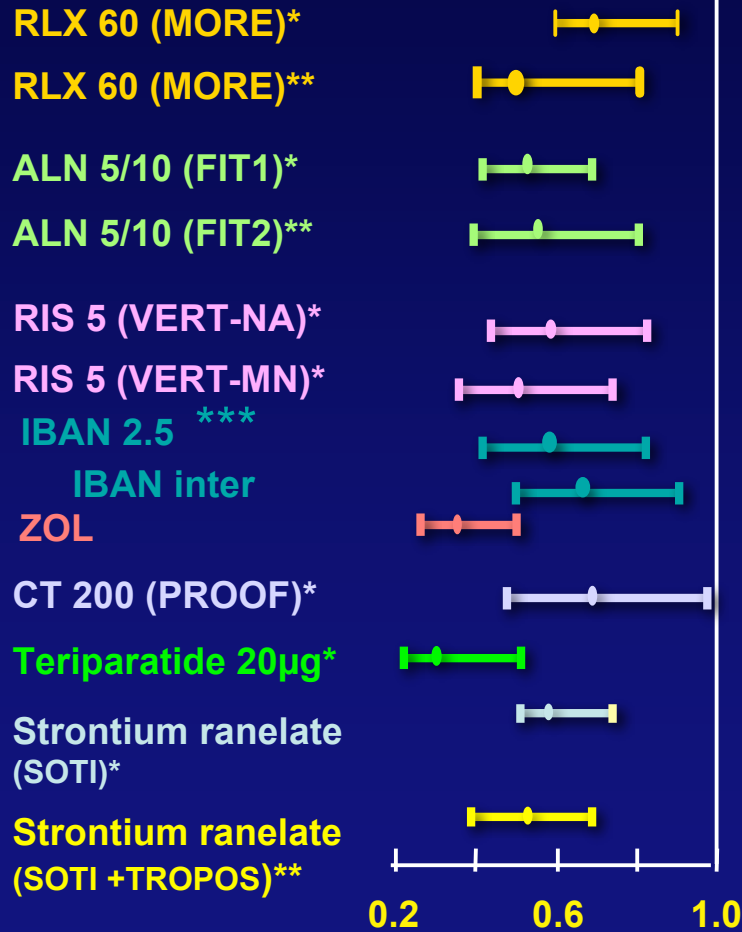 RLX 60 (MORE)*
RLX 60 (MORE)**
ALN 5/10 (FIT1)*
ALN 5/10 (FIT2)**
RIS 5 (VERT-NA)*
RIS 5 (VERT-MN)*
IBAN 2.5 ***
IBAN inter
ZOL
CT 200 (PROOF)*
Teriparatide 20µg*
Strontium ranelate
(SOTI)*
Strontium ranelate
(SOTI +TROPOS)**
0.2 0.6 1.0